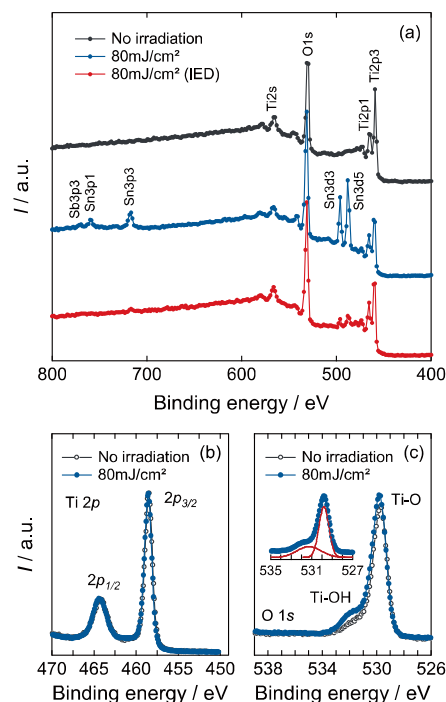 No irradiation
80mJ/cm²
80mJ/cm² (IED)
(a)
I / a.u.
Sb3p3
Sn3p1
Sn3p3
Ti2s
O1s
Sn3d3
Sn3d5
Ti2p1
Ti2p3
800 700 600 500 400
Binding energy / eV
No irradiation
80mJ/cm²
(b)
Ti 2p
2p3/2
2p1/2
I / a.u.
470 465 460 455 450
Binding energy / eV
No irradiation
80mJ/cm²
(c)
Ti-O
535 531 527
Ti-OH
O 1s
538 534 530 526
Binding energy / eV